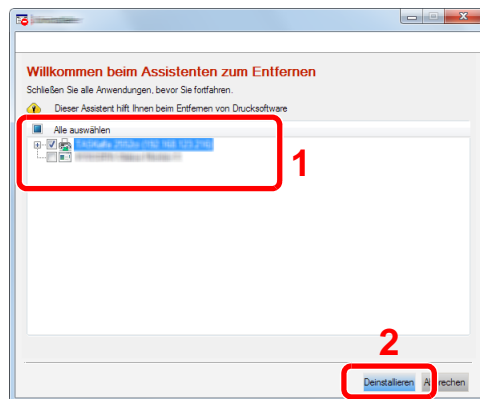 Willkommen beim Assistenten zum Entfernen
Schließen Sie alle Anwendungen, bevor Sie fortfahren.
Dieser Assistent hilft Ihnen beim Entfernen von Drucksoftware
Alle auswählen
1
2
Deinstallieren